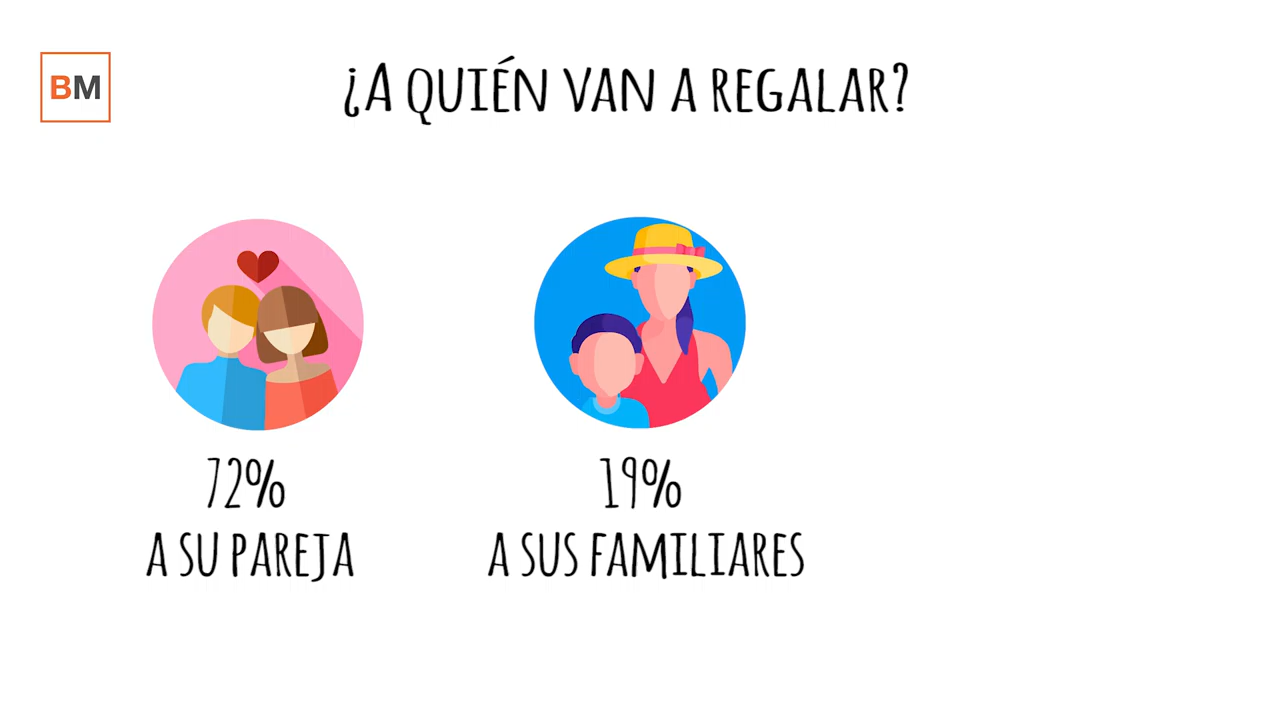 BM
¿A QUIÉN VAN A REGALAR?
72%
A SU PAREJA
19%
A SUS FAMILIARES